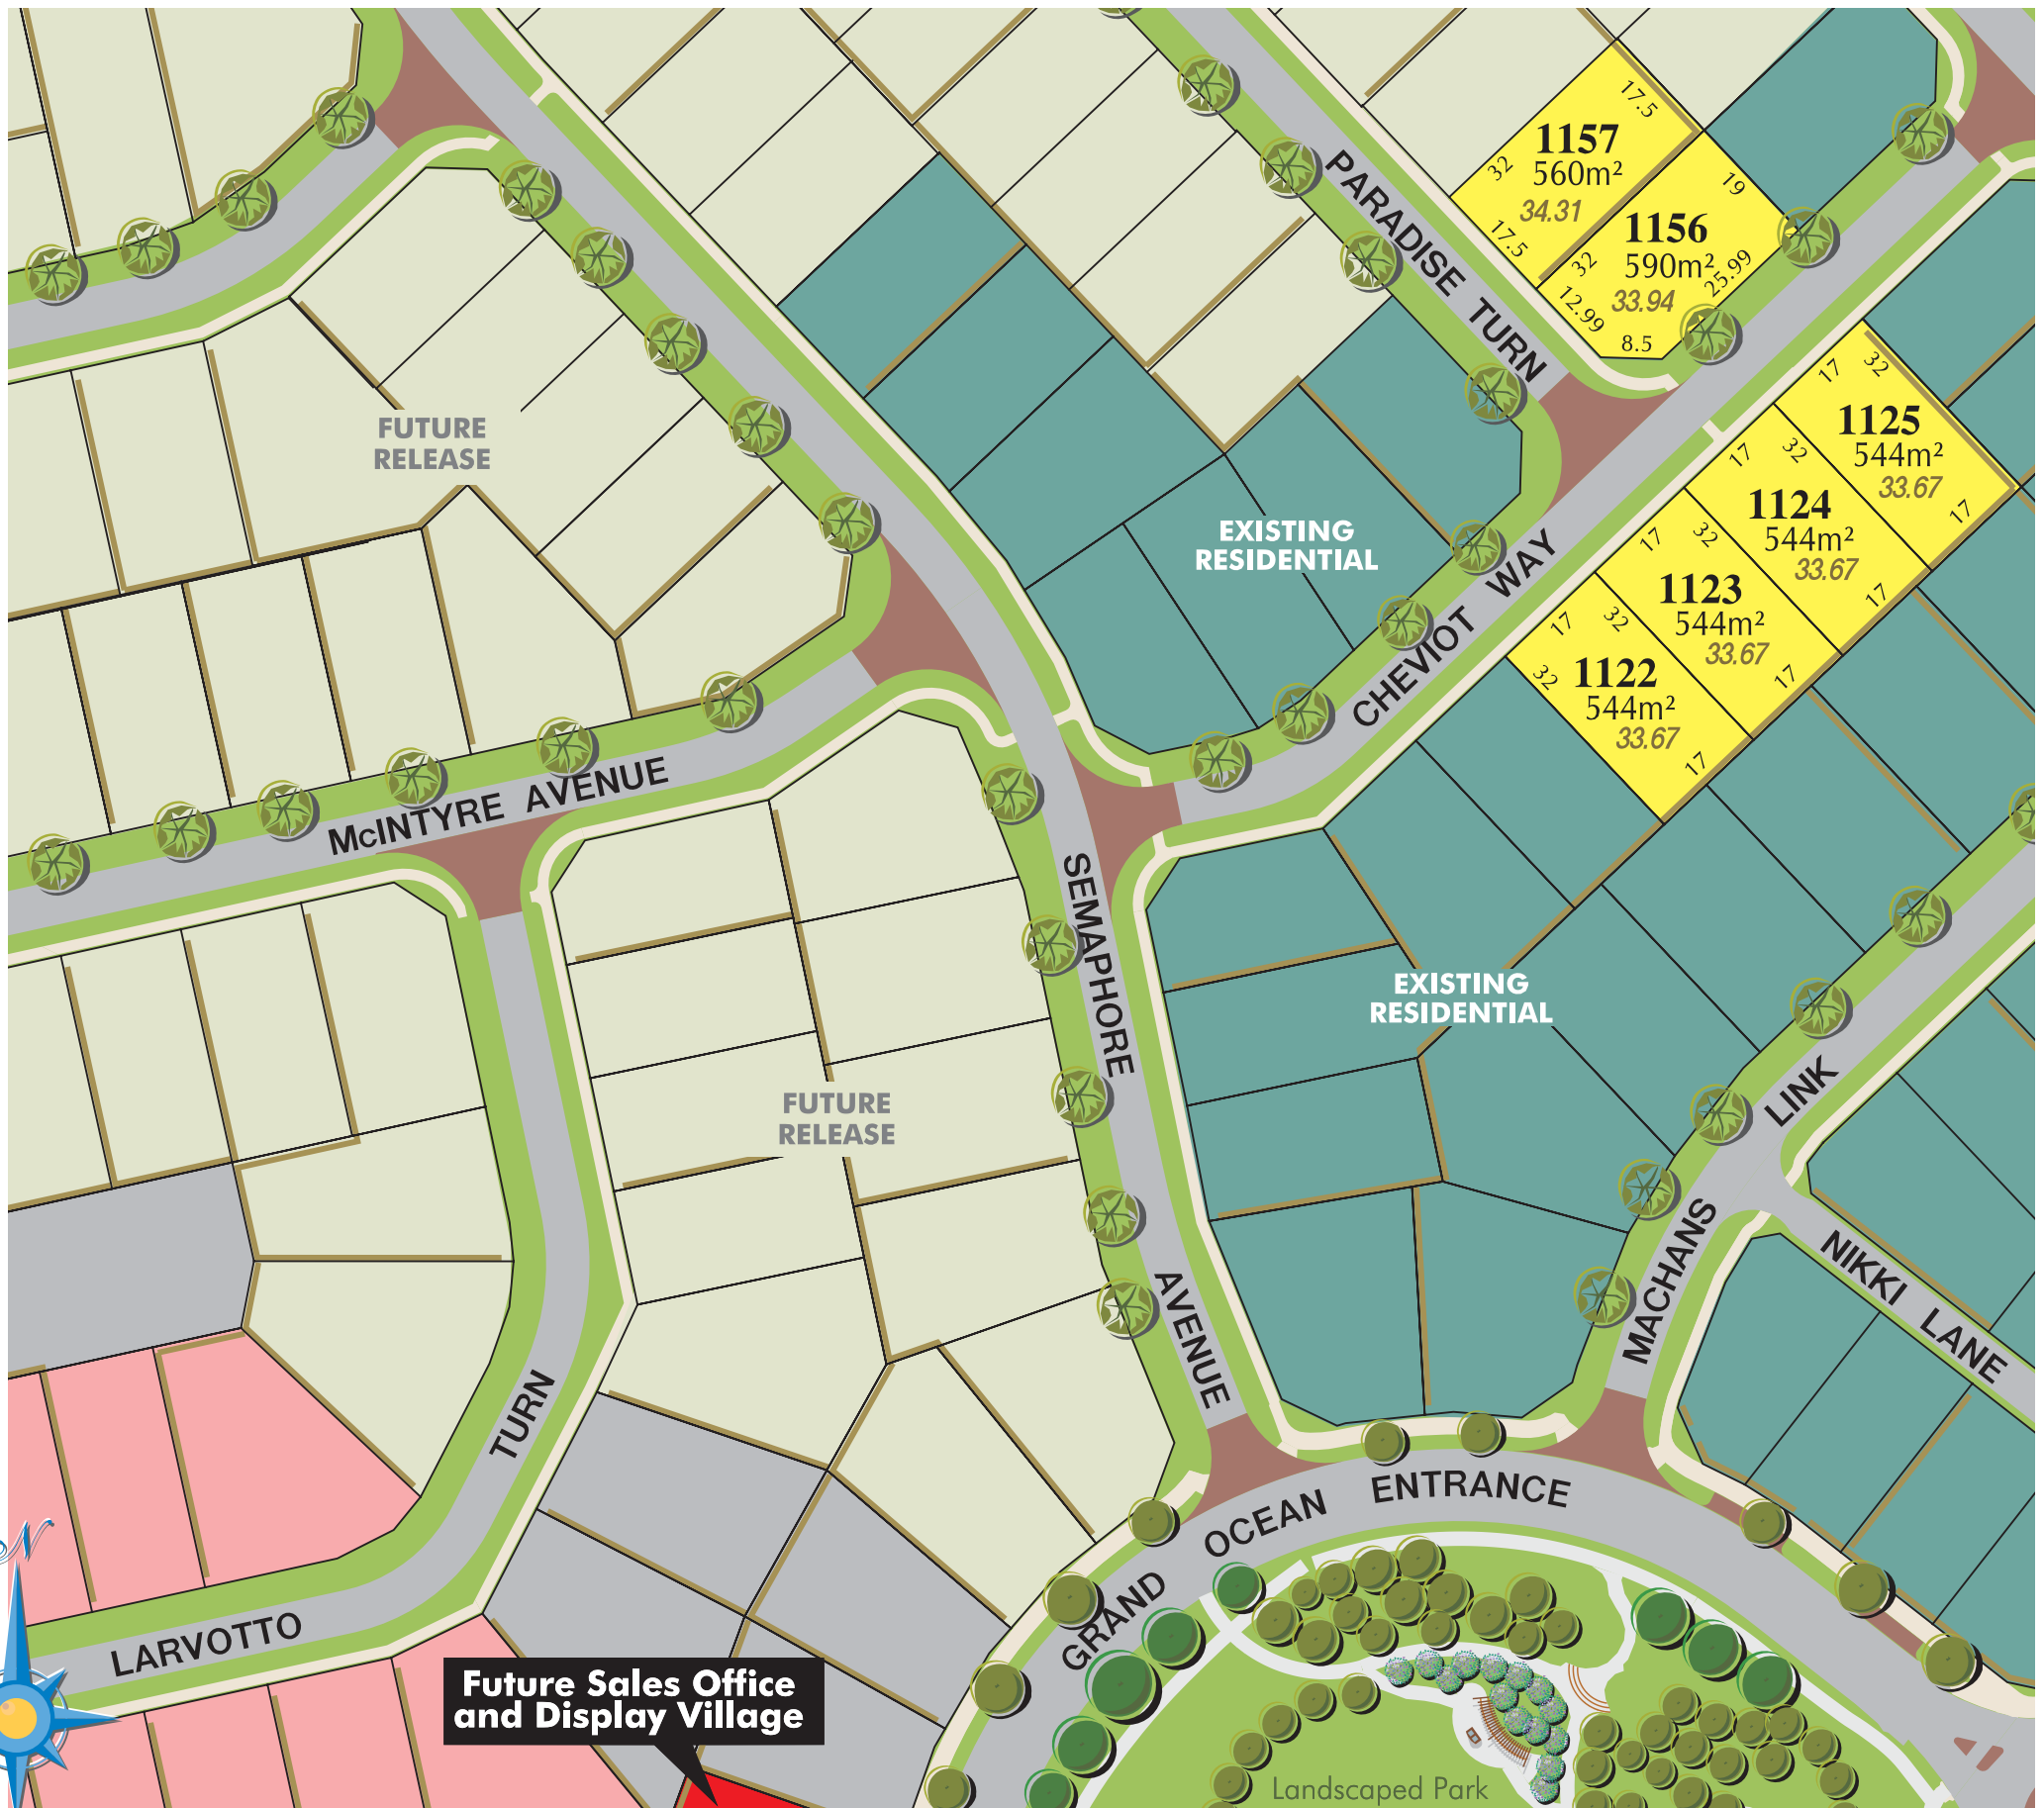 17.5
1157
560m²
34.31
32
17.5
19
1156
590m²
33.94
32
25.99
12.99
8.5
PARADISE TURN
17
32
1125
544m²
33.67
17
17
32
1124
544m²
33.67
17
17
32
1123
544m²
33.67
17
17
32
32
1122
544m²
33.67
17
FUTURE
RELEASE
EXISTING
RESIDENTIAL
CHEVIOT WAY
McINTYRE AVENUE
SEMAPHORE AVENUE
EXISTING
RESIDENTIAL
FUTURE
RELEASE
MACHANS LINK
NIKKI LANE
LARVOTTO TURN
GRAND OCEAN ENTRANCE
N
Future Sales Office
and Display Village
Landscaped Park